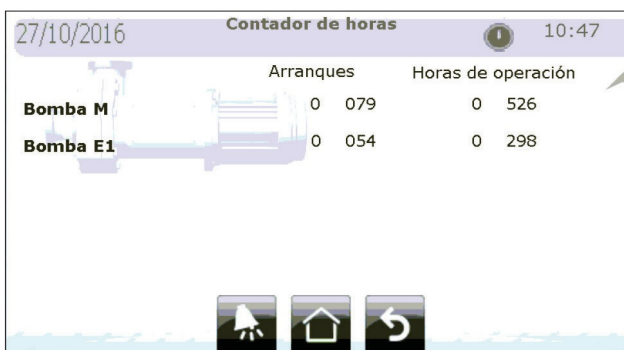 27/10/2016 Contador de horas 10:47
Arranques Horas de operación
Bomba M 0 079 0 526
Bomba E1 0 054 0 298